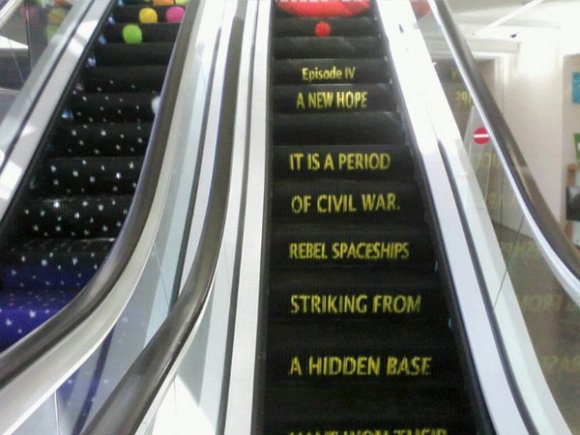 Episode IV
A NEW HOPE
IT IS A PERIOD
OF CIVIL WAR.
REBEL SPACESHIPS
STRIKING FROM
A HIDDEN BASE